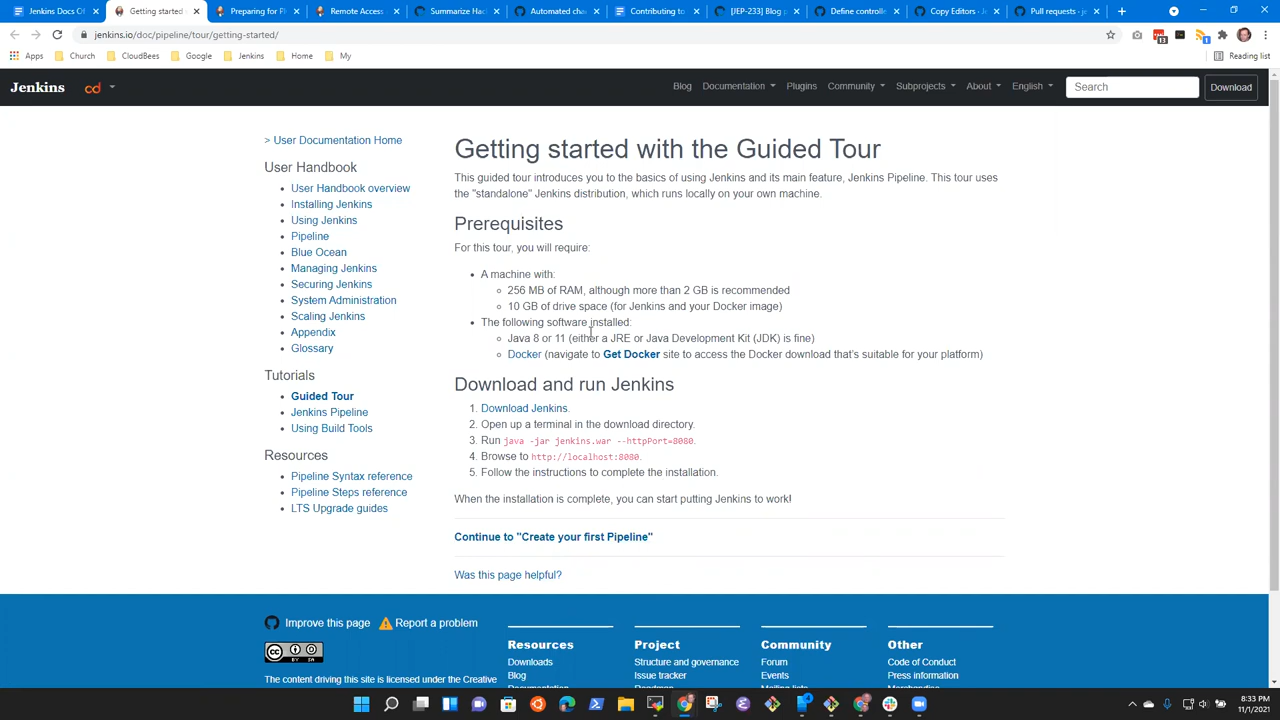 Jenkins Docs Of
Getting started
Preparing for Fl
Remote Access
Summarize Hac
Automated cha
Contributing to
[JEP-233] Blog p
Define controlle
Copy Editors · Je
Pull requests · je
jenkins.io/doc/pipeline/tour/getting-started/
13
1
Apps
Church
CloudBees
Google
Jenkins
Home
My
Reading list
Jenkins
cd
Blog
Documentation
Plugins
Community
Subprojects
About
English
Search
Download
> User Documentation Home
User Handbook
User Handbook overview
Installing Jenkins
Using Jenkins
Pipeline
Blue Ocean
Managing Jenkins
Securing Jenkins
System Administration
Scaling Jenkins
Appendix
Glossary
Tutorials
Guided Tour
Jenkins Pipeline
Using Build Tools
Resources
Pipeline Syntax reference
Pipeline Steps reference
LTS Upgrade guides
Getting started with the Guided Tour
This guided tour introduces you to the basics of using Jenkins and its main feature, Jenkins Pipeline. This tour uses
the "standalone" Jenkins distribution, which runs locally on your own machine.
Prerequisites
For this tour, you will require:
A machine with:
256 MB of RAM, although more than 2 GB is recommended
10 GB of drive space (for Jenkins and your Docker image)
The following software installed:
Java 8 or 11 (either a JRE or Java Development Kit (JDK) is fine)
Docker (navigate to Get Docker site to access the Docker download that's suitable for your platform)
Download and run Jenkins
1. Download Jenkins.
2. Open up a terminal in the download directory.
3. Run java -jar jenkins.war --httpPort=8080.
4. Browse to http://localhost:8080.
5. Follow the instructions to complete the installation.
When the installation is complete, you can start putting Jenkins to work!
Continue to "Create your first Pipeline"
Was this page helpful?
Improve this page
Report a problem
cc
BY SA
The content driving this site is licensed under the Creative
Resources
Downloads
Blog
Documentation
Project
Structure and governance
Issue tracker
Roadmap
Community
Forum
Events
Mailing lists
Other
Code of Conduct
Press information
Merchandise
8:33 PM
11/1/2021